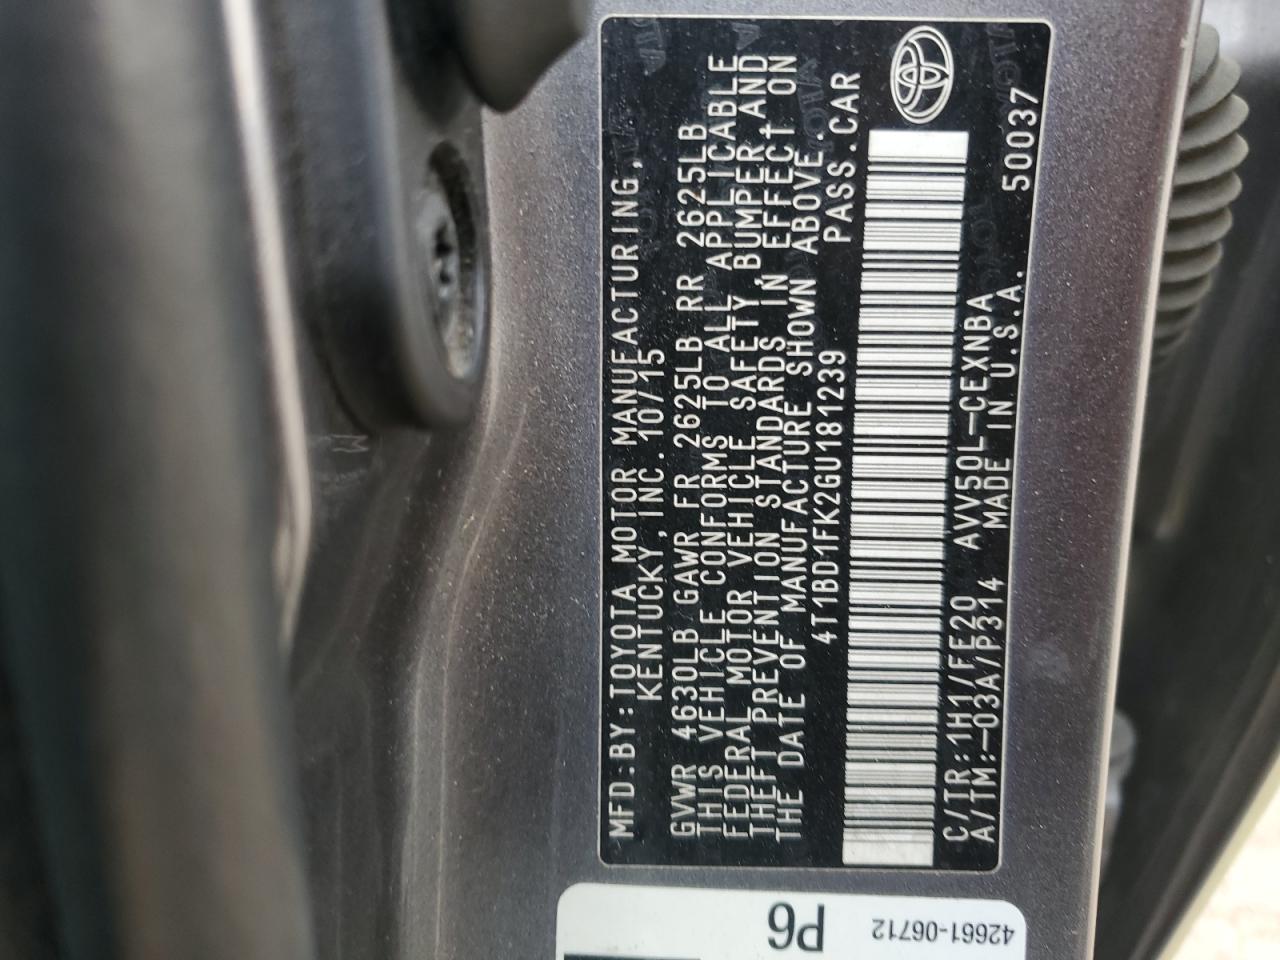 MFD.BY:TOYOTA MOTOR MANUFACTURING,
KENTUCKY,INC. 10/15
GVWR 4630LB GAWR FR 2625LB RR 2625LB
THIS VEHICLE CONFORMS TO ALL APPLICABLE
FEDERAL MOTOR VEHICLE SAFETY,BUMPER,AND
THEFT PREVENTION STANDARDS IN EFFECT ON
THE DATE OF MANUFACTURE SHOWN ABOVE.
4T1BD1FK2GU181239 PASS.CAR
C/TR:1H1/FE20 AVV50L-CEXNBA
A/TM:-03A/P314 MADE IN U.S.A. 50037
P6
42661-06712